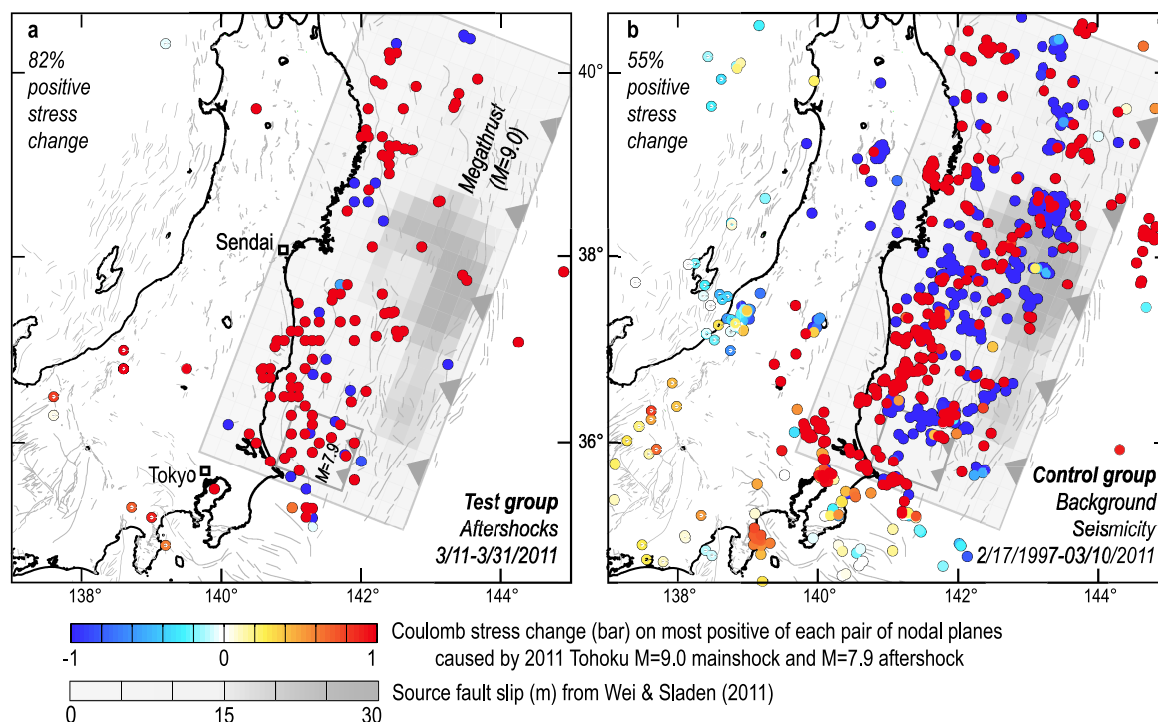 a
82%
positive
stress
change
Megathrust
(M=9.0)
Sendai
Tokyo
M=7.9
Test group
Aftershocks
3/11-3/31/2011
138
140
142
144
b
55%
positive
stress
change
40°
38°
36°
Control group
Background
Seismicity
2/17/1997-03/10/2011
138
140
142
144
Coulomb stress change (bar) on most positive of each pair of nodal planes
caused by 2011 Tohoku M=9.0 mainshock and M=7.9 aftershock
-1 0 1
Source fault slip (m) from Wei & Sladen (2011)
0 15 30